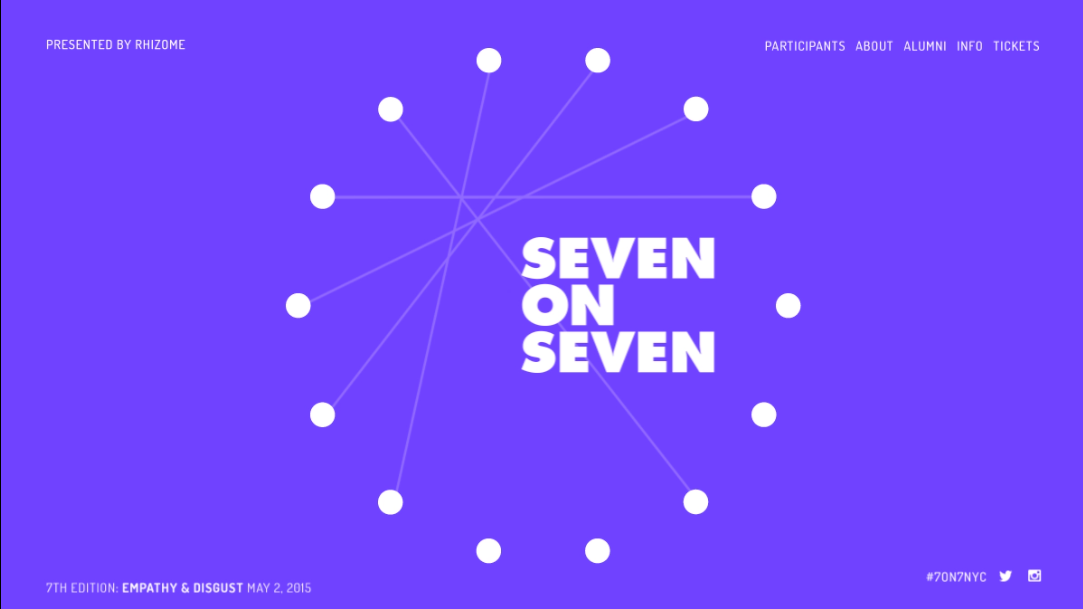 PRESENTED BY RHIZOME
PARTICIPANTS ABOUT ALUMNI INFO TICKETS
SEVEN
ON
SEVEN
#7ON7NYC
7TH EDITION: EMPATHY & DISGUST MAY 2, 2015